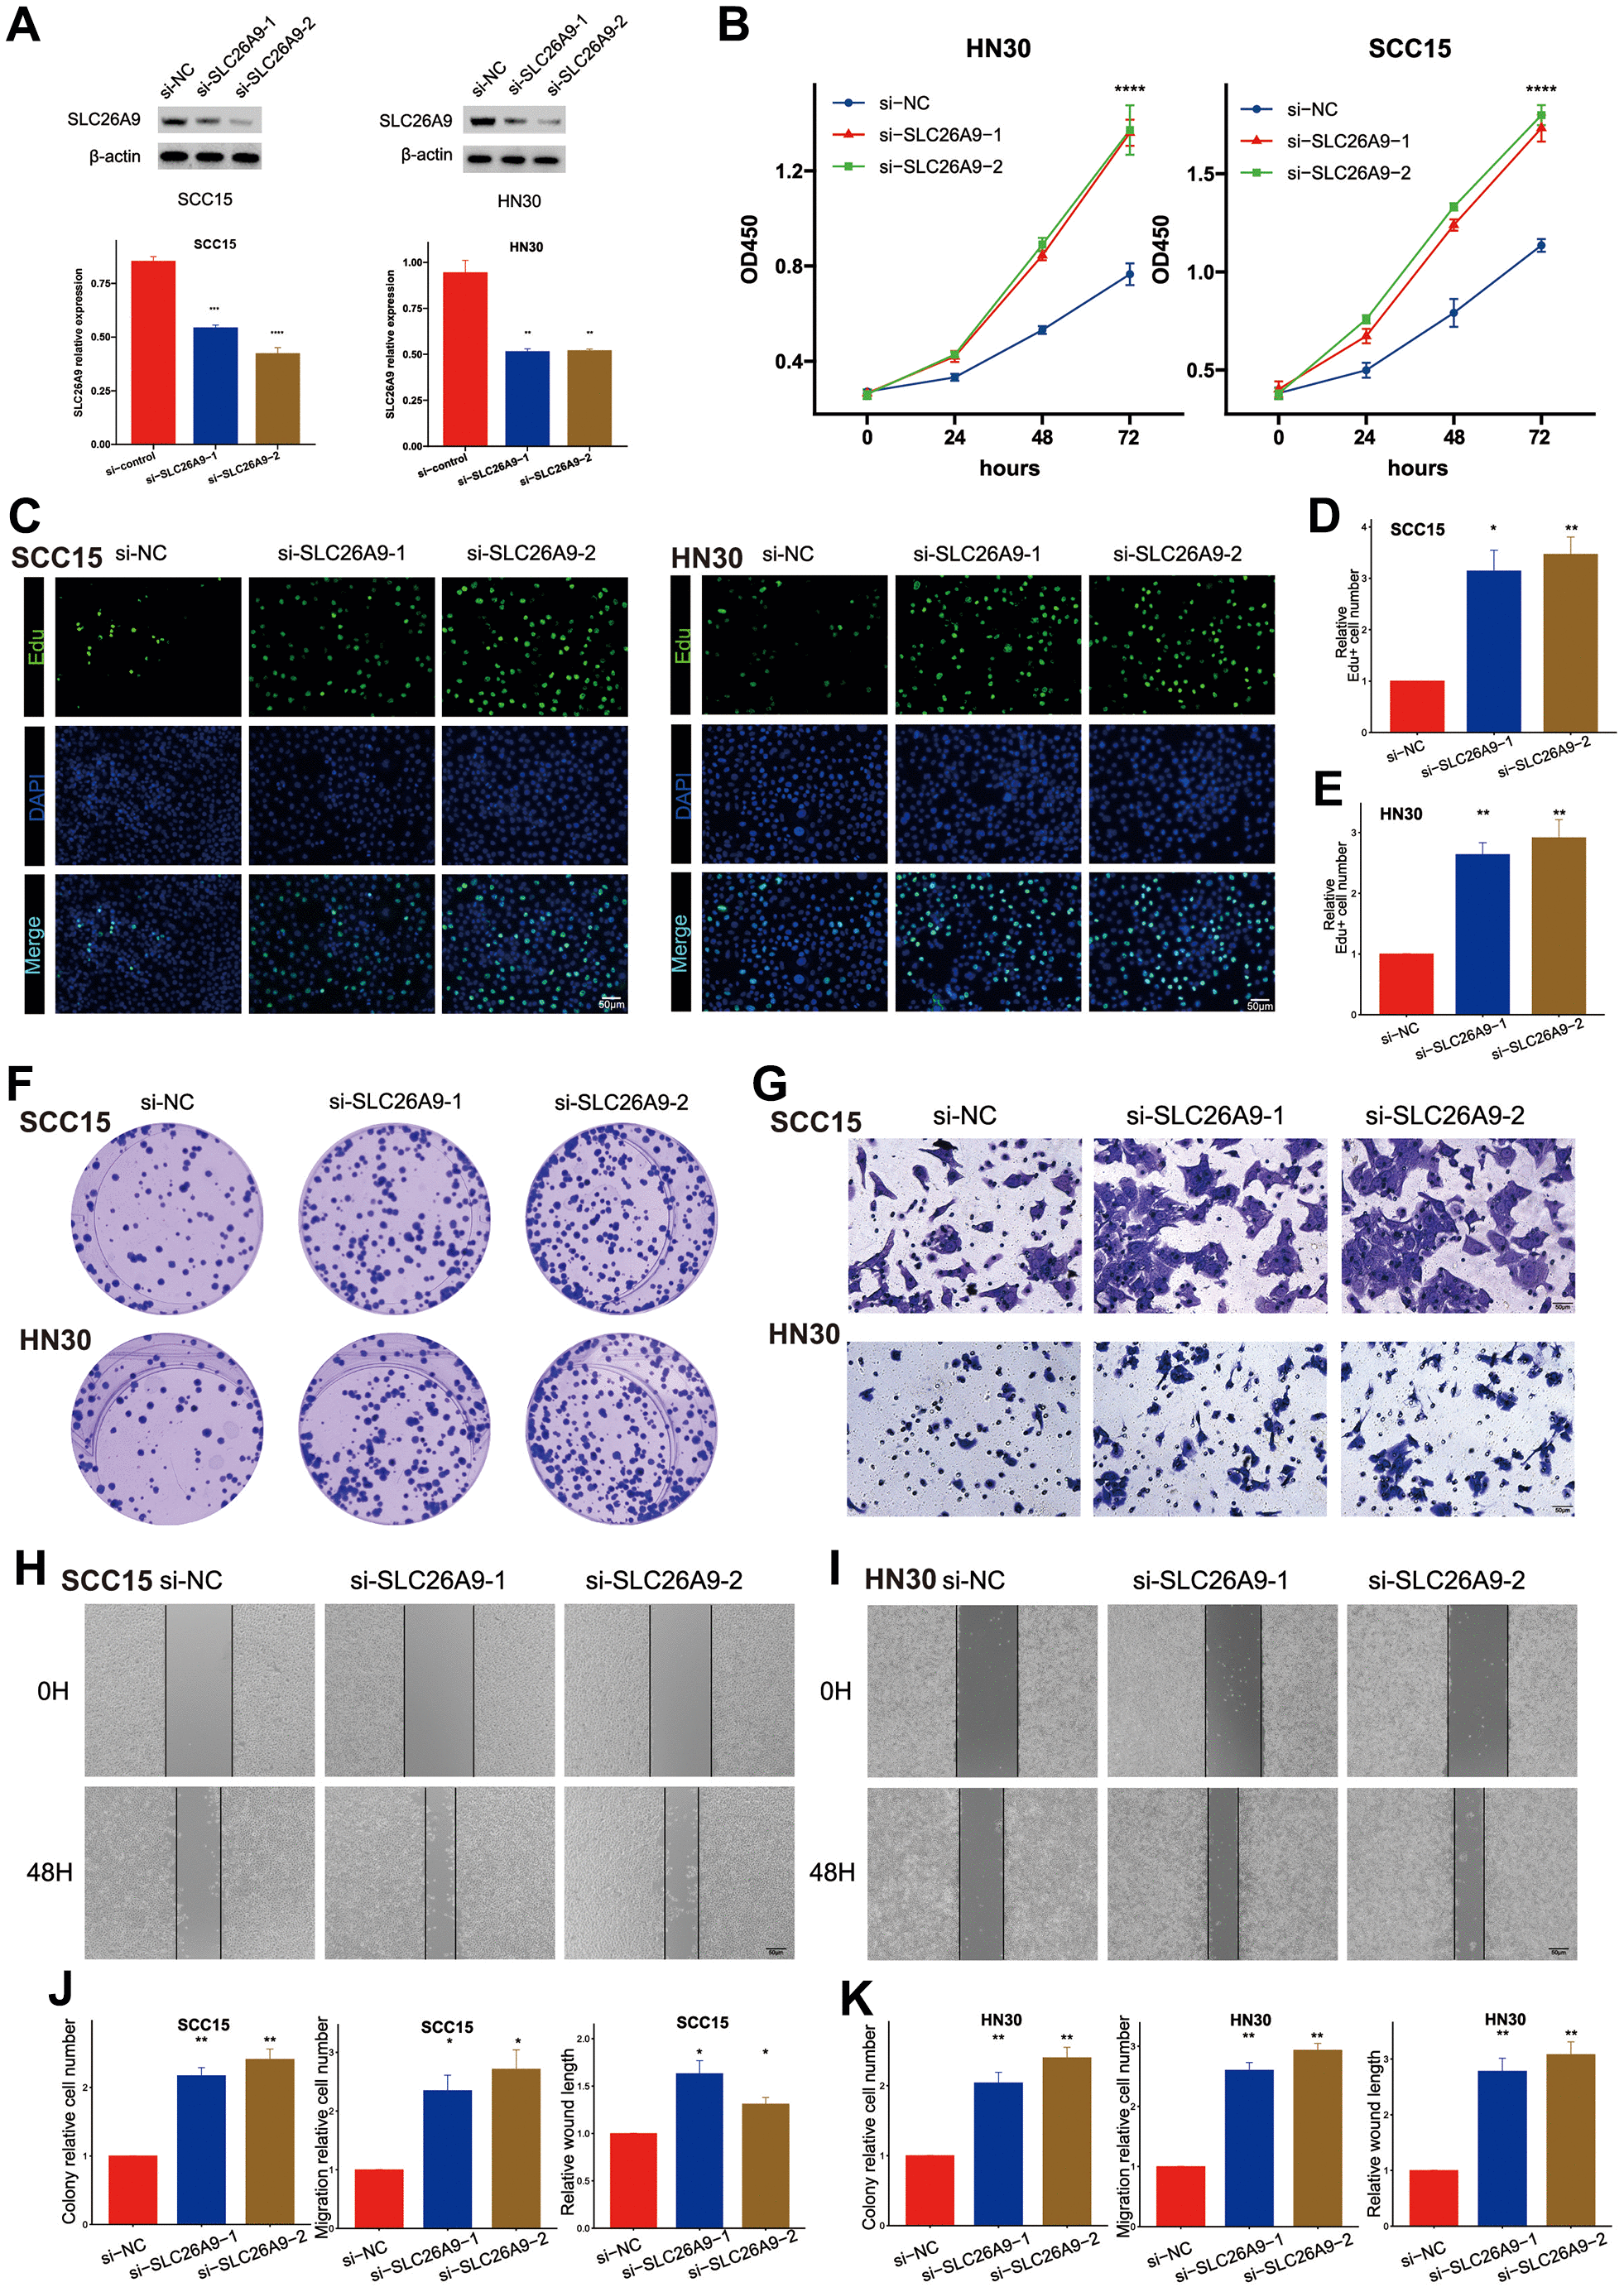 A
si-NC
si-SLC26A9-1
si-SLC26A9-2
SLC26A9
β-actin
SCC15
si-NC
si-SLC26A9-1
si-SLC26A9-2
SLC26A9
β-actin
HN30
SCC15
SLC26A9 relative expression
0.75
0.50
0.25
0.00
***
****
si−control
si−SLC26A9−1
si−SLC26A9−2
HN30
SLC26A9 relative expression
1.00
0.75
0.50
0.25
0.00
**
**
si−control
si−SLC26A9−1
si−SLC26A9−2
B
HN30
si−NC
si−SLC26A9−1
si−SLC26A9−2
****
OD450
1.2
0.8
0.4
0 24 48 72
hours
SCC15
si−NC
si−SLC26A9−1
si−SLC26A9−2
****
OD450
1.5
1.0
0.5
0 24 48 72
hours
C
SCC15 si-NC si-SLC26A9-1 si-SLC26A9-2
Edu
DAPI
Merge
50μm
HN30 si-NC si-SLC26A9-1 si-SLC26A9-2
Edu
DAPI
Merge
50μm
D
SCC15
* **
Relative
Edu+ cell number
4
3
2
1
0
si−NC
si−SLC26A9−1
si−SLC26A9−2
E
HN30
** **
Relative
Edu+ cell number
3
2
1
0
si−NC
si−SLC26A9−1
si−SLC26A9−2
F
SCC15
si-NC si-SLC26A9-1 si-SLC26A9-2
HN30
G
SCC15
si-NC si-SLC26A9-1 si-SLC26A9-2
50μm
HN30
50μm
H
SCC15 si-NC si-SLC26A9-1 si-SLC26A9-2
0H
48H
50μm
I
HN30 si-NC si-SLC26A9-1 si-SLC26A9-2
0H
48H
50μm
J
SCC15
** **
Colony relative cell number
2
1
0
si−NC
si−SLC26A9−1
si−SLC26A9−2
SCC15
* *
Migration relative cell number
3
2
1
0
si−NC
si−SLC26A9−1
si−SLC26A9−2
SCC15
* *
Relative wound length
2.0
1.5
1.0
0.5
0.0
si−NC
si−SLC26A9−1
si−SLC26A9−2
K
HN30
** **
Colony relative cell number
2
1
0
si−NC
si−SLC26A9−1
si−SLC26A9−2
HN30
** **
Migration relative cell number
3
2
1
0
si−NC
si−SLC26A9−1
si−SLC26A9−2
HN30
** **
Relative wound length
3
2
1
0
si−NC
si−SLC26A9−1
si−SLC26A9−2